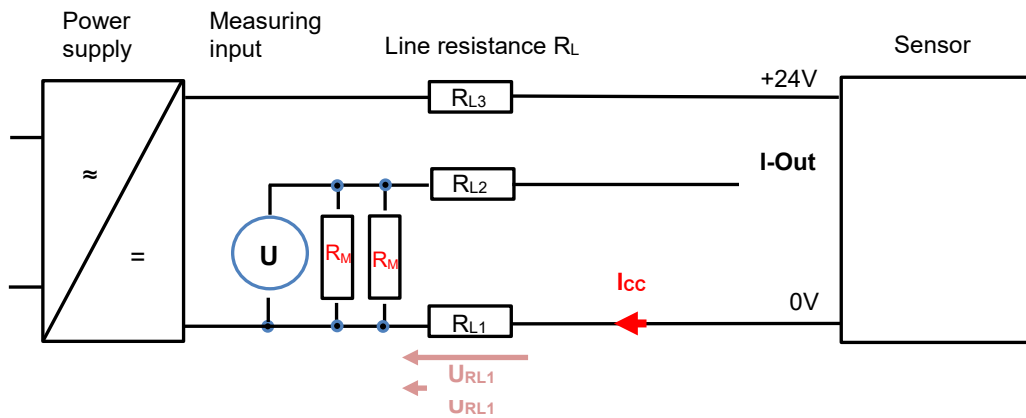 Power supply
Measuring input
Line resistance RL
Sensor
+24V
RL3
I-Out
RL2
≈
=
U
RM
RM
ICC
0V
RL1
URL1
URL1